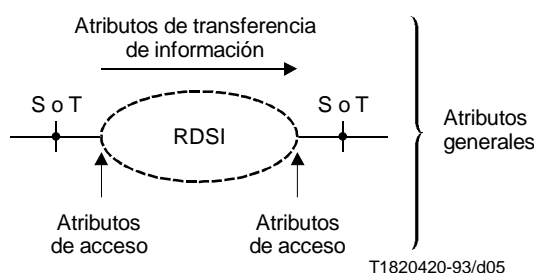 Atributos de transferencia
de información
S o T
S o T
RDSI
Atributos
generales
Atributos
de acceso
Atributos
de acceso
T1820420-93/d05